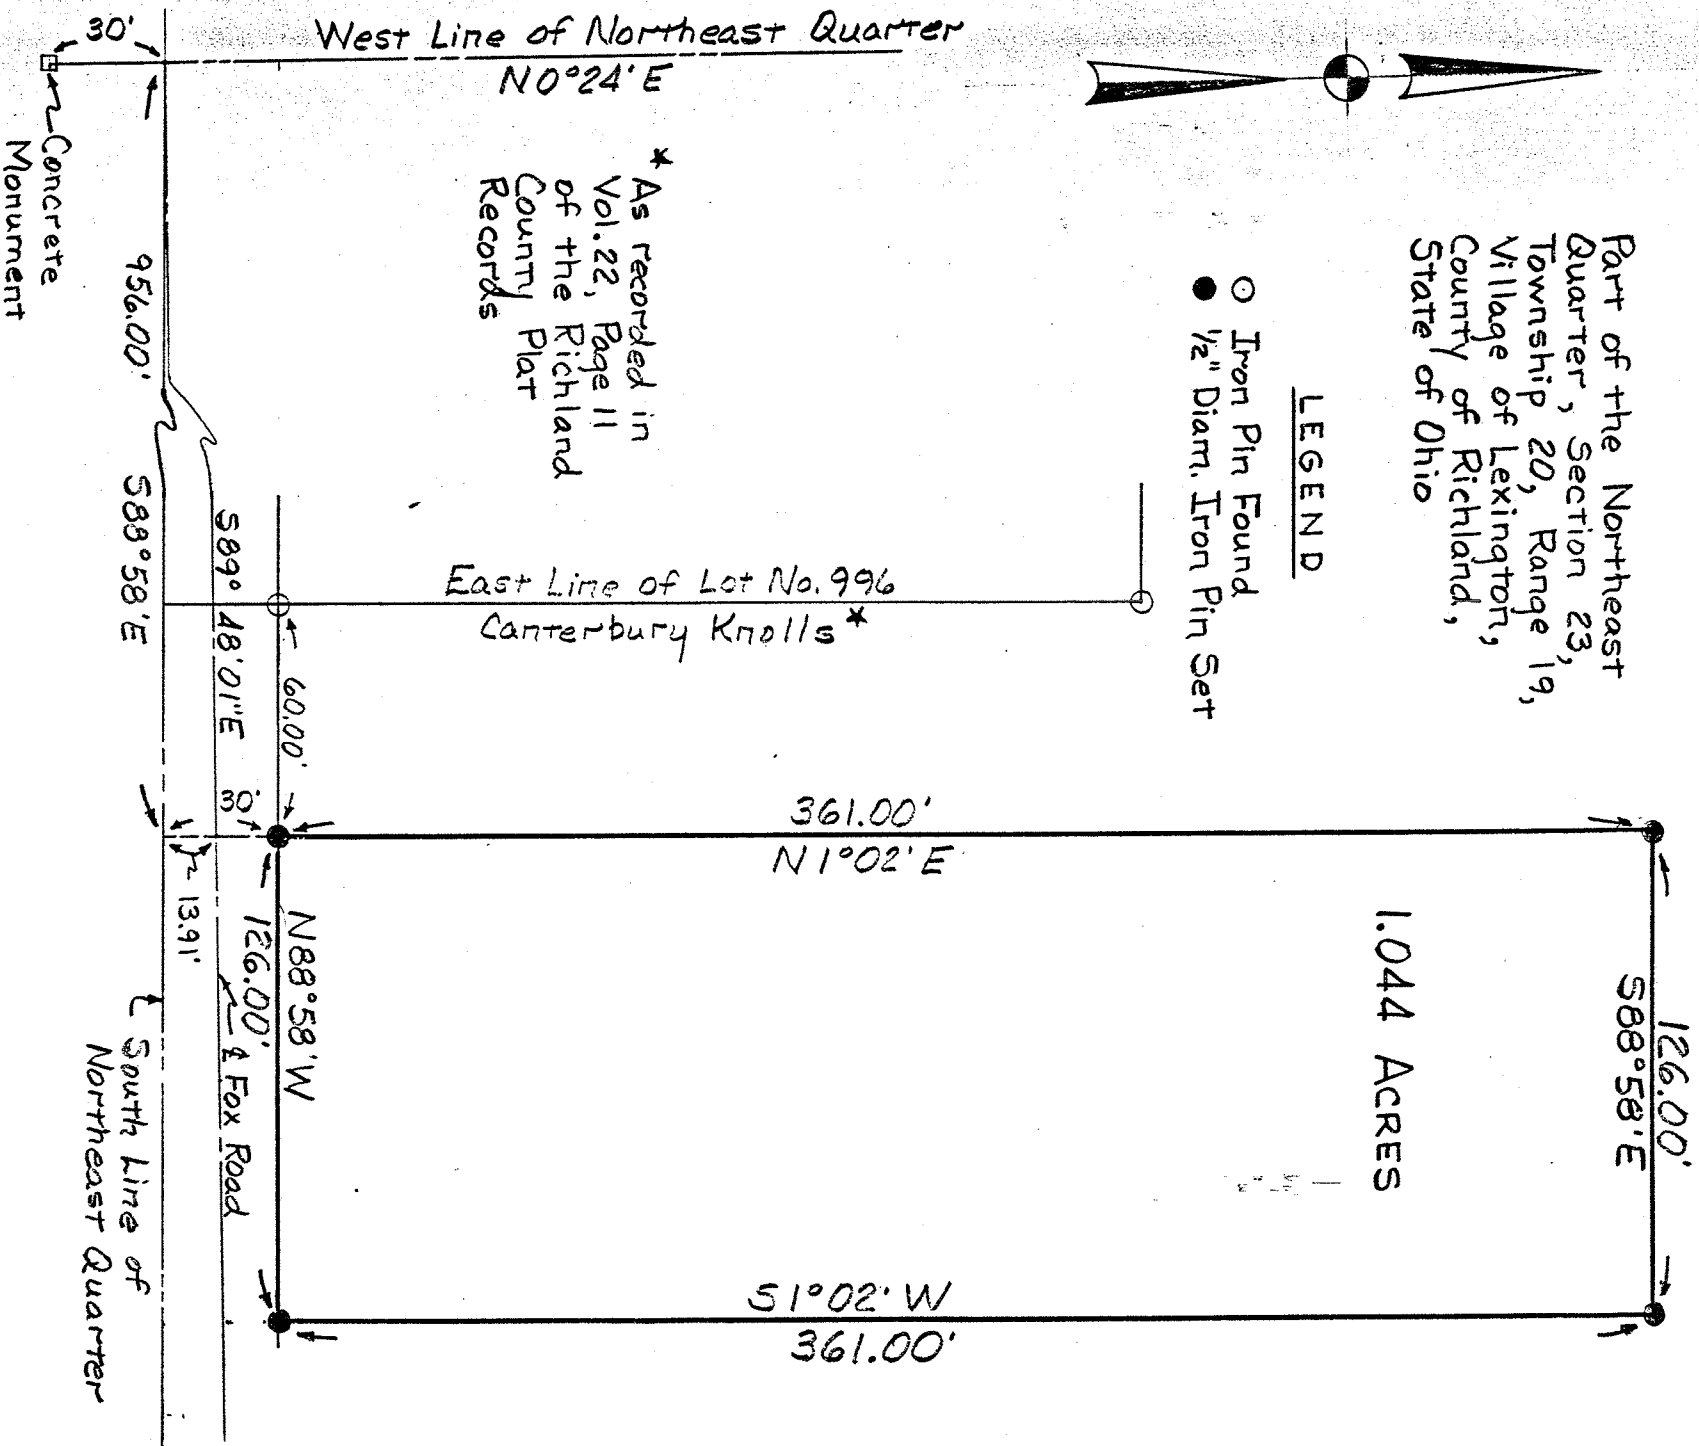 30'
West Line of Northeast Quarter
N0°24'E
Concrete
Monument
* As recorded in
Vol. 22, Page 11
of the Richland
County Plat
Records
Part of the Northeast
Quarter, Section 23,
Township 20, Range 19,
Village of Lexington,
County of Richland,
State of Ohio
LEGEND
Iron Pin Found
1/2" Diam. Iron Pin Set
956.00'
S88°58'E
S89° 48'01"E
East Line of Lot No. 996
Canterbury Knolls *
60.00'
30'
13.91'
361.00'
N1°02'E
126.00'
S88°58'E
1.044 ACRES
N88°58'W
126.00'
℄ Fox Road
South Line of
Northeast Quarter
S1°02'W
361.00'